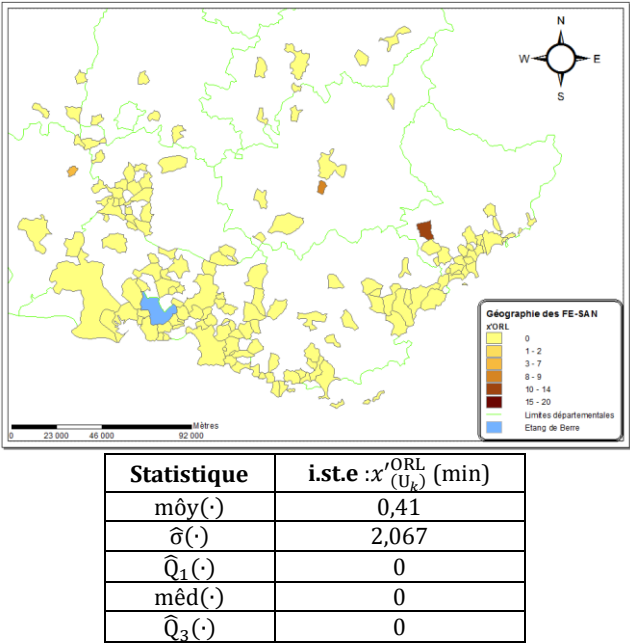 N
W E
S
Géographie des FE-SAN
x'ORL
0
1 - 2
3 - 7
8 - 9
10 - 14
15 - 20
Limites départementales
Etang de Berre
Mètres
0 23 000 46 000 92 000
Statistique i.st.e :x′^ORL_(U_k) (min)
môy(·) 0,41
σ̂(·) 2,067
Q̂₁(·) 0
mêd(·) 0
Q̂₃(·) 0